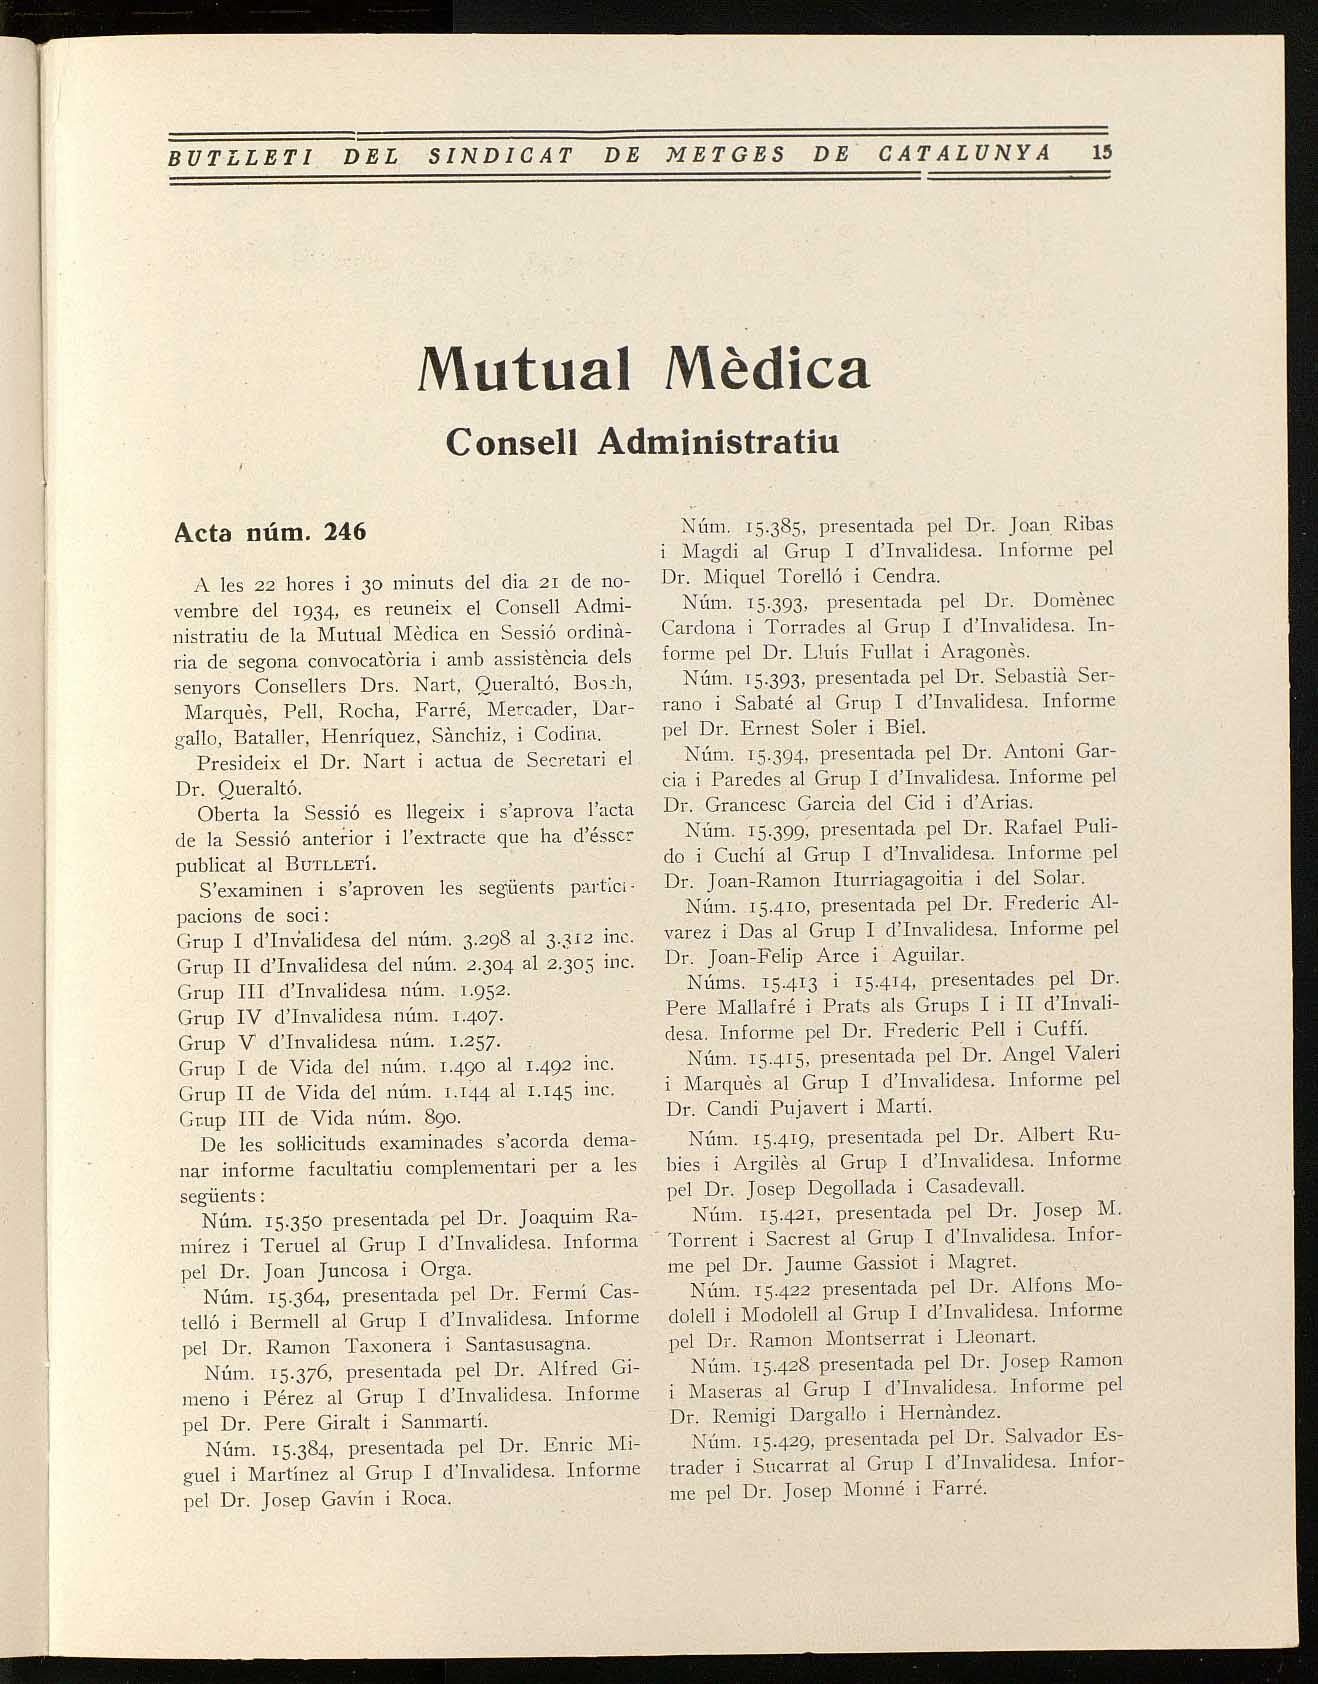 BUTLLETI DEL SINDICAT DE METGES DE CATALUNYA 15
Mutual Mèdica
Consell Administratiu
Acta núm. 246
A les 22 hores i 30 minuts del dia 21 de no-
vembre del 1934, es reuneix el Consell Admi-
nistratiu de la Mutual Mèdica en Sessió ordinà-
ria de segona convocatòria i amb assistència dels
senyors Consellers Drs. Nart, Queraltó, Bosch,
Marquès, Pell, Rocha, Farré, Mercader, Dar-
gallo, Bataller, Henríquez, Sànchiz, i Codina.
Presideix el Dr. Nart i actua de Secretari el
Dr. Queraltó.
Oberta la Sessió es llegeix i s'aprova l'acta
de la Sessió anterior i l'extracte que ha d'ésser
publicat al BUTLLETÍ.
S'examinen i s'aproven les següents partici-
pacions de soci:
Grup I d'Invalidesa del núm. 3.298 al 3.312 inc.
Grup II d'Invalidesa del núm. 2.304 al 2.305 inc.
Grup III d'Invalidesa núm. 1.952.
Grup IV d'Invalidesa núm. 1.407.
Grup V d'Invalidesa núm. 1.257.
Grup I de Vida del núm. 1.490 al 1.492 inc.
Grup II de Vida del núm. 1.144 al 1.145 inc.
Grup III de Vida núm. 890.
De les sol·licituds examinades s'acorda dema-
nar informe facultatiu complementari per a les
següents:
Núm. 15.350 presentada pel Dr. Joaquim Ra-
mírez i Teruel al Grup I d'Invalidesa. Informa
pel Dr. Joan Juncosa i Orga.
Núm. 15.364, presentada pel Dr. Fermí Cas-
telló i Bermell al Grup I d'Invalidesa. Informe
pel Dr. Ramon Taxonera i Santasusagna.
Núm. 15.376, presentada pel Dr. Alfred Gi-
meno i Pérez al Grup I d'Invalidesa. Informe
pel Dr. Pere Giralt i Sanmartí.
Núm. 15.384, presentada pel Dr. Enric Mi-
guel i Martínez al Grup I d'Invalidesa. Informe
pel Dr. Josep Gavín i Roca.
Núm. 15.385, presentada pel Dr. Joan Ribas
i Magdi al Grup I d'Invalidesa. Informe pel
Dr. Miquel Torelló i Cendra.
Núm. 15.393, presentada pel Dr. Domènec
Cardona i Torrades al Grup I d'Invalidesa. In-
forme pel Dr. Lluís Fullat i Aragonès.
Núm. 15.393, presentada pel Dr. Sebastià Ser-
rano i Sabaté al Grup I d'Invalidesa. Informe
pel Dr. Ernest Soler i Biel.
Núm. 15.394, presentada pel Dr. Antoni Gar-
cia i Paredes al Grup I d'Invalidesa. Informe pel
Dr. Grancesc Garcia del Cid i d'Arias.
Núm. 15.399, presentada pel Dr. Rafael Puli-
do i Cuchí al Grup I d'Invalidesa. Informe pel
Dr. Joan-Ramon Iturriagagoitia i del Solar.
Núm. 15.410, presentada pel Dr. Frederic Al-
varez i Das al Grup I d'Invalidesa. Informe pel
Dr. Joan-Felip Arce i Aguilar.
Núms. 15.413 i 15.414, presentades pel Dr.
Pere Mallafré i Prats als Grups I i II d'Invali-
desa. Informe pel Dr. Frederic Pell i Cuffí.
Núm. 15.415, presentada pel Dr. Angel Valeri
i Marquès al Grup I d'Invalidesa. Informe pel
Dr. Candi Pujavert i Martí.
Núm. 15.419, presentada pel Dr. Albert Ru-
bies i Argilès al Grup I d'Invalidesa. Informe
pel Dr. Josep Degollada i Casadevall.
Núm. 15.421, presentada pel Dr. Josep M.
Torrent i Sacrest al Grup I d'Invalidesa. Infor-
me pel Dr. Jaume Gassiot i Magret.
Núm. 15.422 presentada pel Dr. Alfons Mo-
dolell i Modolell al Grup I d'Invalidesa. Informe
pel Dr. Ramon Montserrat i Lleonart.
Núm. 15.428 presentada pel Dr. Josep Ramon
i Maseras al Grup I d'Invalidesa. Informe pel
Dr. Remigi Dargallo i Hernàndez.
Núm. 15.429, presentada pel Dr. Salvador Es-
trader i Sucarrat al Grup I d'Invalidesa. Infor-
me pel Dr. Josep Monné i Farré.